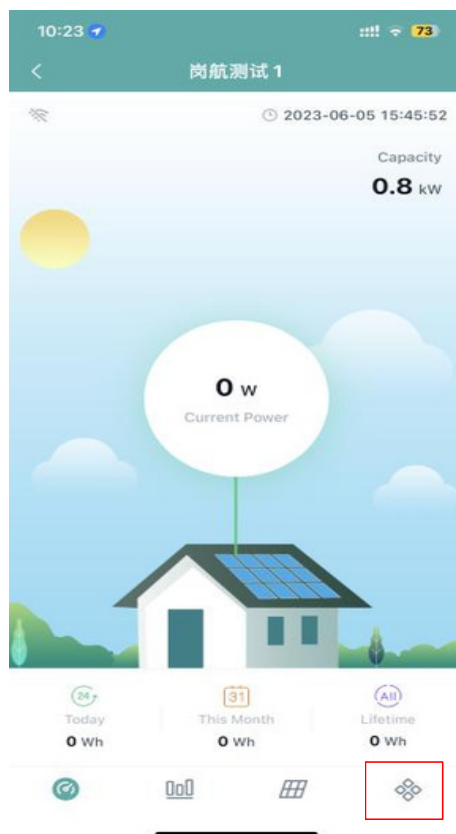 10:23 73
岗航测试 1
2023-06-05 15:45:52
Capacity
0.8 kW
0 W
Current Power
24 31 All
Today This Month Lifetime
0 Wh 0 Wh 0 Wh